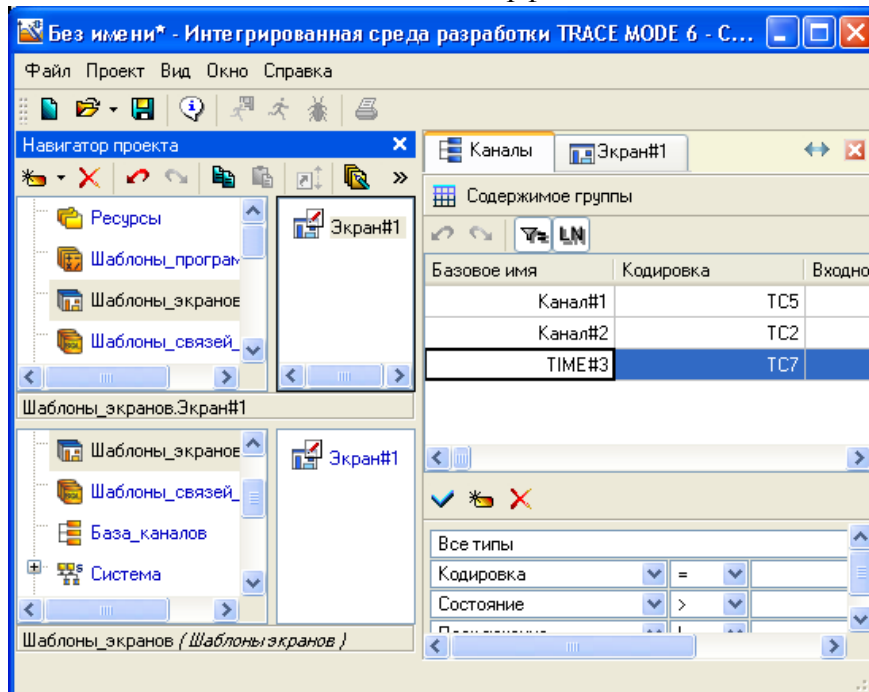 Без имени* - Интегрированная среда разработки TRACE MODE 6 - С...
Файл Проект Вид Окно Справка
Навигатор проекта
Ресурсы
Шаблоны_програм
Шаблоны_экранов
Шаблоны_связей_
Экран#1
Шаблоны_экранов.Экран#1
Шаблоны_экранов
Шаблоны_связей_
База_каналов
Система
Экран#1
Шаблоны_экранов { Шаблоны экранов }
Каналы Экран#1
Содержимое группы
LN
Базовое имя Кодировка Входно
Канал#1 TC5
Канал#2 TC2
TIME#3 TC7
Все типы
Кодировка =
Состояние >